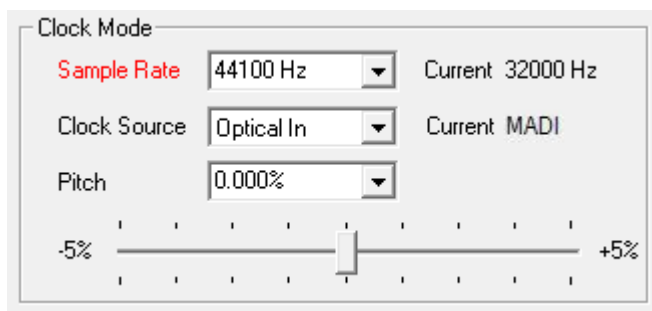 Clock Mode
Sample Rate 44100 Hz Current 32000 Hz
Clock Source Optical In Current MADI
Pitch 0.000%
-5% +5%